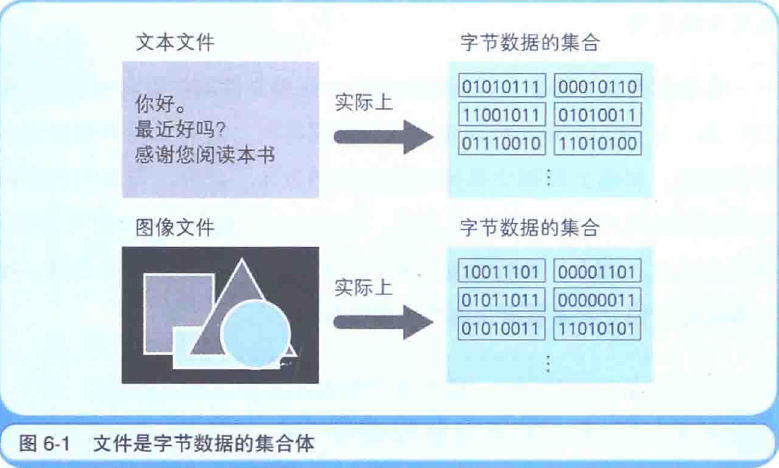 文本文件
字节数据的集合
你好。
最近好吗?
感谢您阅读本书
实际上
01010111 00010110
11001011 01010011
01110010 11010100
⋮
图像文件
字节数据的集合
实际上
10011101 00001101
01011011 00000011
01010011 11010101
⋮
图 6-1 文件是字节数据的集合体